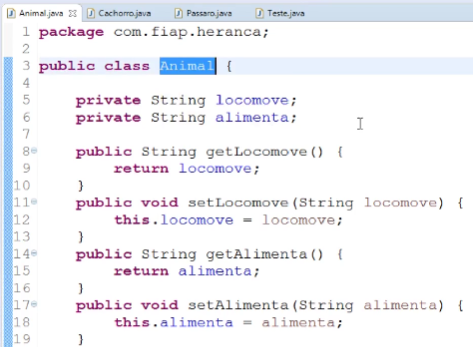 Animal.java Cachorro.java Passaro.java Teste.java
1 package com.fiap.heranca;
2
3 public class Animal {
4
5 private String locomove;
6 private String alimenta;
7
8 public String getLocomove() {
9 return locomove;
10 }
11 public void setLocomove(String locomove) {
12 this.locomove = locomove;
13 }
14 public String getAlimenta() {
15 return alimenta;
16 }
17 public void setAlimenta(String alimenta) {
18 this.alimenta = alimenta;
19 }